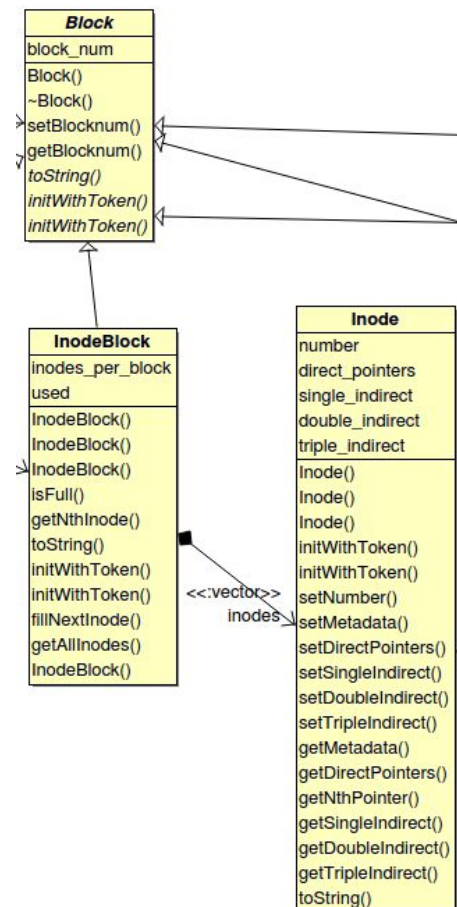 Block
block_num
Block()
~Block()
setBlocknum()
getBlocknum()
toString()
initWithToken()
initWithToken()
InodeBlock
inodes_per_block
used
InodeBlock()
InodeBlock()
InodeBlock()
isFull()
getNthInode()
toString()
initWithToken()
initWithToken()
fillNextInode()
getAllInodes()
InodeBlock()
<<:vector>>
inodes
Inode
number
direct_pointers
single_indirect
double_indirect
triple_indirect
Inode()
Inode()
Inode()
initWithToken()
initWithToken()
setNumber()
setMetadata()
setDirectPointers()
setSingleIndirect()
setDoubleIndirect()
setTripleIndirect()
getMetadata()
getDirectPointers()
getNthPointer()
getSingleIndirect()
getDoubleIndirect()
getTripleIndirect()
toString()